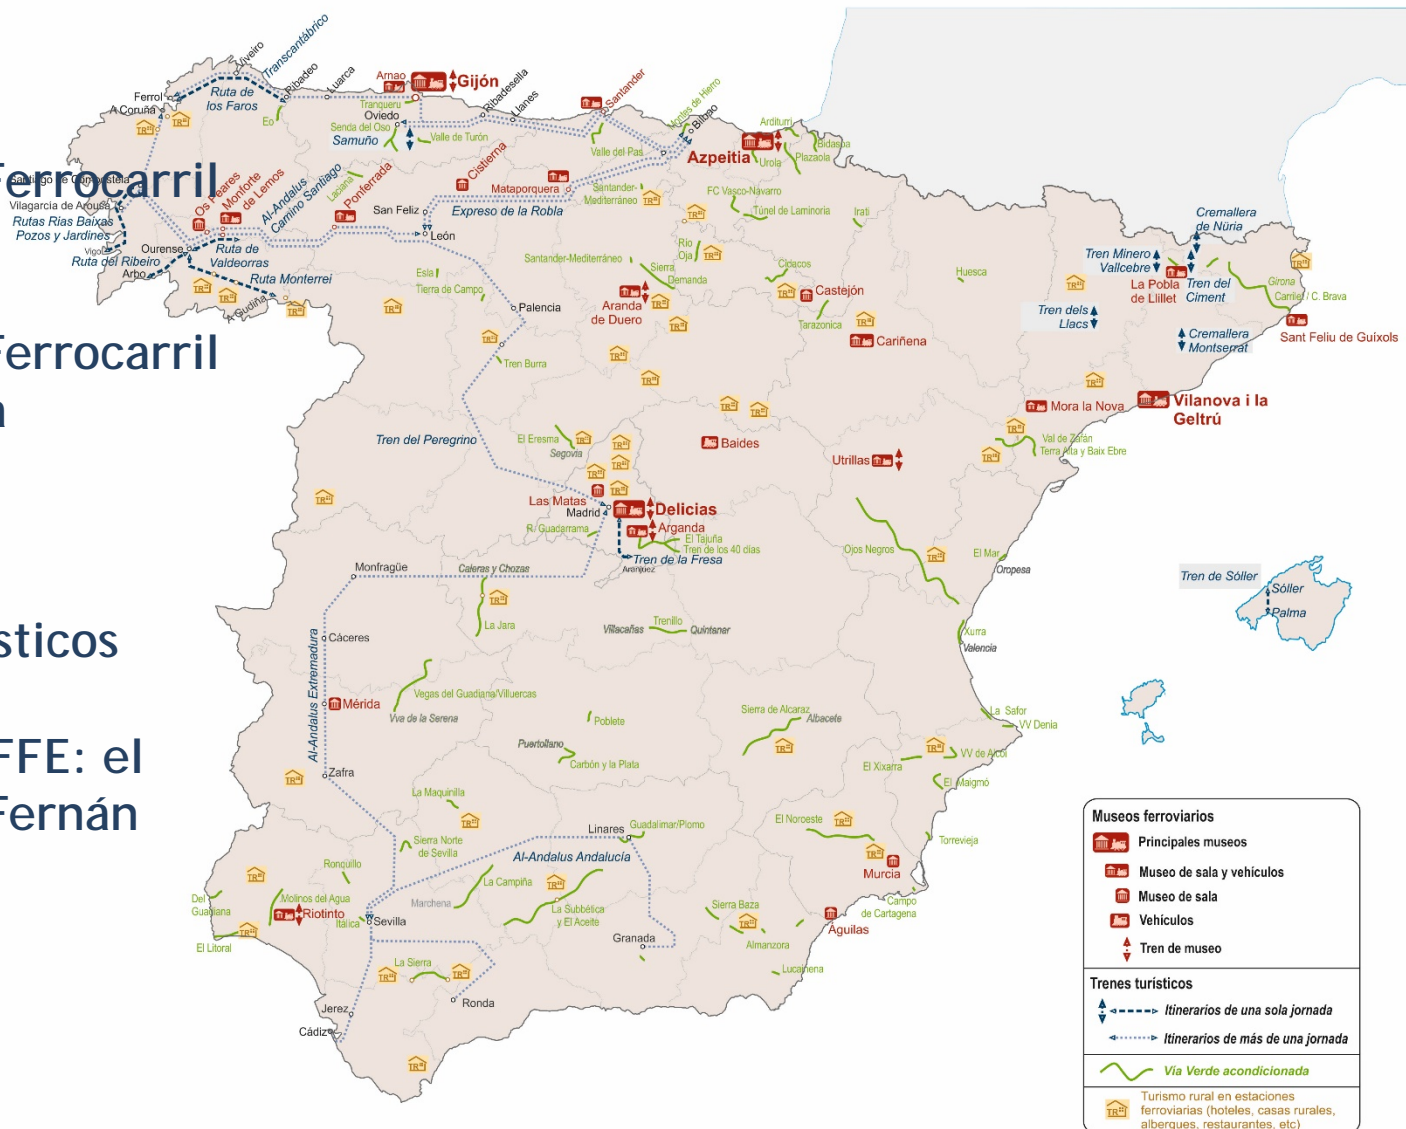 Ferrocarril
Ferrocarril
a
sticos
FFE: el
Fernán
Viveiro
Transcantábrico
Ribadeo
Luarca
Ferrol
A Coruña
Ruta de
los Faros
Eo
Arnao
Gijón
Tranqueru
Oviedo
Senda del Oso
Samuño
Valle de Turón
Ribadesella
Llanes
Santander
Valle del Pas
Montes de Hierro
Bilbao
Azpeitia
Arditurri
Bidasoa
Plazaola
Urola
Santiago de Compostela
Vilagarcia de Arousa
Rutas Rias Baixas
Pozos y Jardines
Vigo
Ruta del Ribeiro
Arbo
Ourense
Os Peares
Monforte
de Lemos
Al-Andalus
Camino Santiago
Laciana
Ponferrada
Cistierna
Mataporquera
San Feliz
Expreso de la Robla
León
Ruta de
Valdeorras
Ruta Monterrei
A Gudiña
Santander-
Mediterráneo
FC Vasco-Navarro
Túnel de Laminoria
Irati
Río
Oja
Santander-Mediterráneo
Sierra
Demanda
Cidacos
Esla
Tierra de Campo
Palencia
Aranda
de Duero
Castejón
Tarazonica
Huesca
Cariñena
Tren Burra
Cremallera
de Núria
Tren Minero
Vallcebre
La Pobla
de Llillet
Tren del
Ciment
Girona
Carrilet / C. Brava
Tren dels
Llacs
Cremallera
Montserrat
Sant Feliu de Guíxols
Vilanova i la
Geltrú
Mora la Nova
Val de Zafán
Terra Alta y Baix Ebre
Tren del Peregrino
El Eresma
Segovia
Baides
Utrillas
Las Matas
Madrid
Delicias
Arganda
R. Guadarrama
El Tajuña
Tren de los 40 días
Tren de la Fresa
Aranjuez
Ojos Negros
El Mar
Oropesa
Tren de Sóller
Sóller
Palma
Monfragüe
Caleras y Chozas
La Jara
Villacañas
Trenillo
Quintanar
Xurra
Valencia
Cáceres
Al-Andalus Extremadura
Mérida
Vegas del Guadiana/Villuercas
Vva de la Serena
Poblete
Puertollano
Carbón y la Plata
Sierra de Alcaraz
Albacete
La Safor
VV Denia
VV de Alcoi
El Xixarra
El Maigmó
Zafra
La Maquinilla
Sierra Norte
de Sevilla
Linares
Guadalimar/Plomo
Al-Andalus Andalucía
El Noroeste
Torrevieja
Murcia
Ronquillo
La Campiña
Marchena
Molinos del Agua
Del
Guadiana
Riotinto
Itálica
Sevilla
La Subbética
y El Aceite
Sierra Baza
Campo
de Cartagena
Águilas
El Litoral
Granada
Almanzora
Lucainena
La Sierra
Ronda
Jerez
Cádiz
Museos ferroviarios
Principales museos
Museo de sala y vehículos
Museo de sala
Vehículos
Tren de museo
Trenes turísticos
Itinerarios de una sola jornada
Itinerarios de más de una jornada
Vía Verde acondicionada
TR
Turismo rural en estaciones
ferroviarias (hoteles, casas rurales,
albergues, restaurantes, etc)